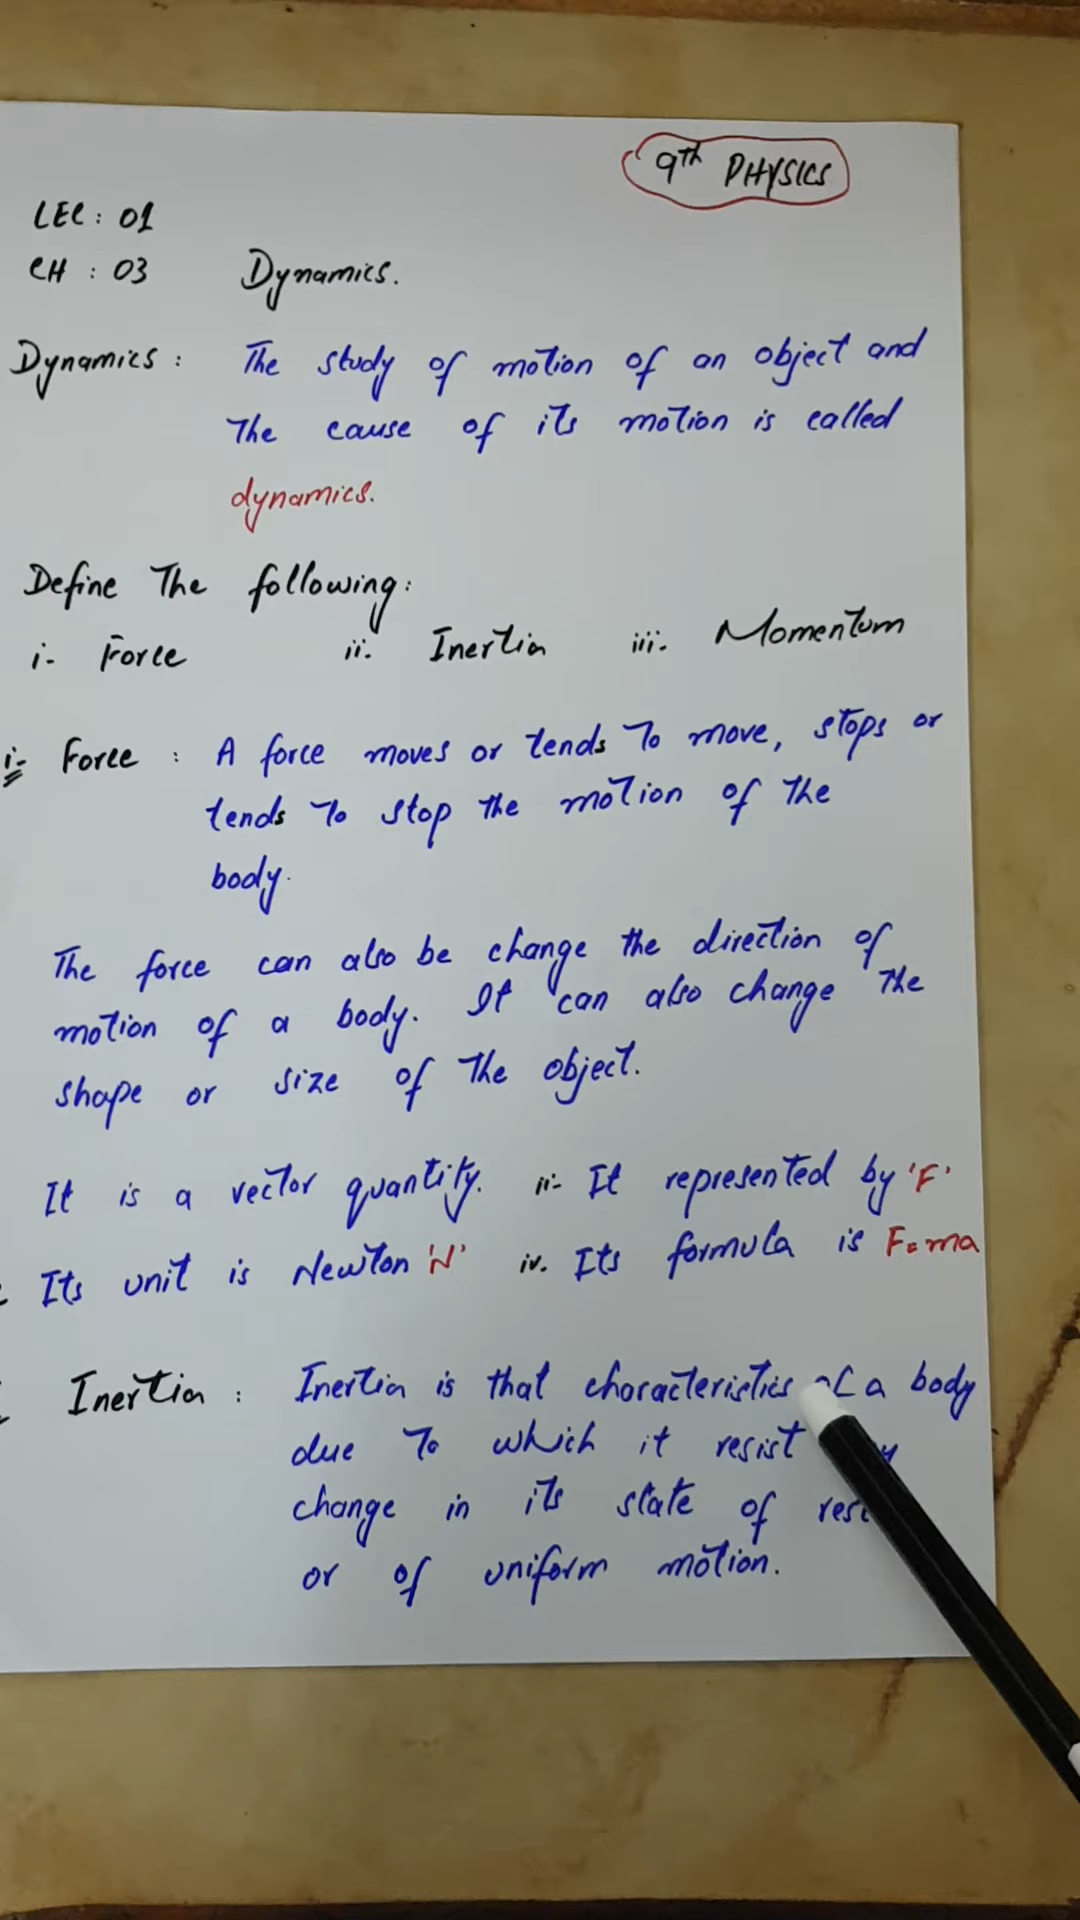 9th PHYSICS
LEC: 01
CH: 03 Dynamics.
Dynamics: The study of motion of an object and
The cause of its motion is called
dynamics.
Define The following:
i- Force ii. Inertia iii. Momentum
i- Force : A force moves or tends To move, stops or
tends To stop the motion of the
body.
The force can also be change the direction of
motion of a body. It can also change the
shape or size of The object.
It is a vector quantity. ii- It represented by 'F'
Its unit is Newton 'N' iv. Its formula is F=ma
Inertia : Inertia is that choracteristics of a body
due To which it resist
change in its state of rest
or of uniform motion.